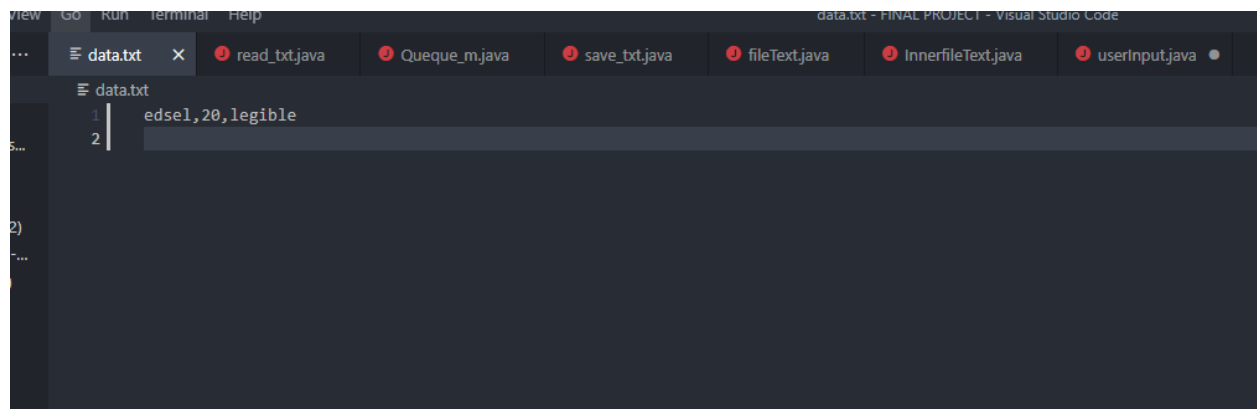 View Go Run Terminal Help data.txt - FINAL PROJECT - Visual Studio Code
... data.txt × read_txt.java Queque_m.java save_txt.java fileText.java InnerfileText.java userInput.java
data.txt
1 edsel,20,legible
2
s...
2)
-...